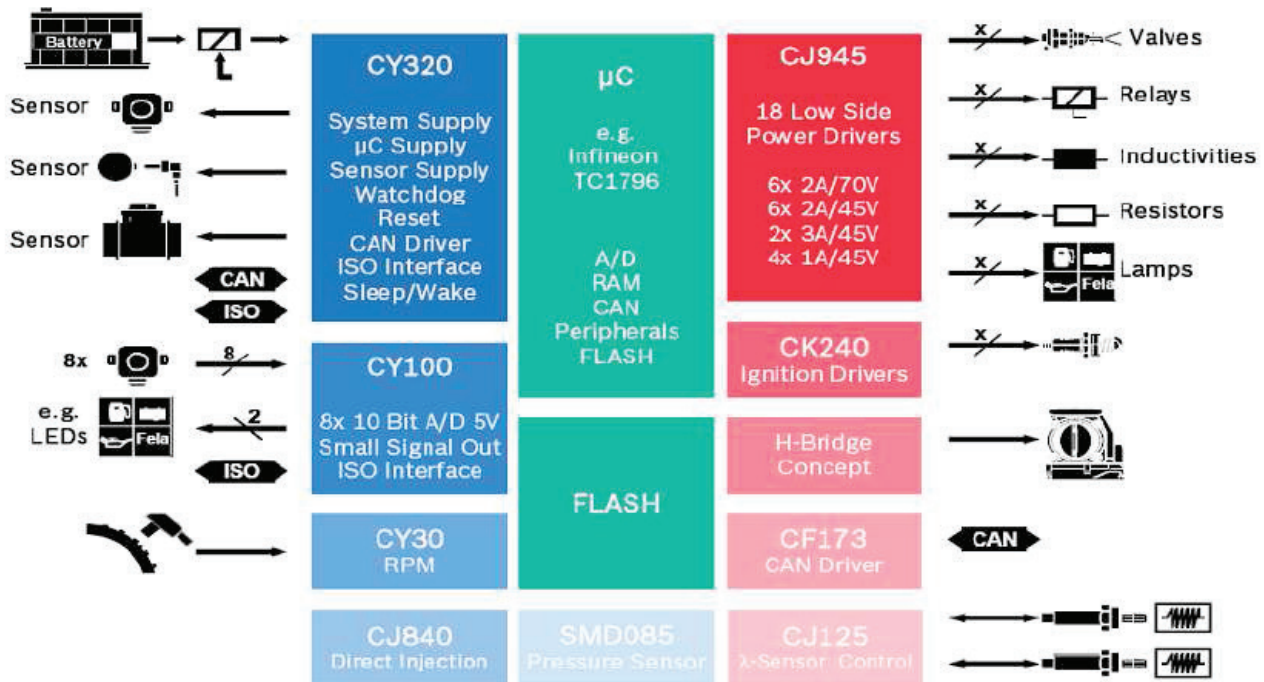 Battery
Sensor
Sensor
Sensor
CAN
ISO
8x
8
e.g.
LEDs
Fela
2
ISO
CY320
System Supply
µC Supply
Sensor Supply
Watchdog
Reset
CAN Driver
ISO Interface
Sleep/Wake
CY100
8x 10 Bit A/D 5V
Small Signal Out
ISO Interface
CY30
RPM
CJ840
Direct Injection
µC
e.g.
Infineon
TC1796
A/D
RAM
CAN
Peripherals
FLASH
FLASH
SMD085
Pressure Sensor
CJ945
18 Low Side
Power Drivers
6x 2A/70V
6x 2A/45V
2x 3A/45V
4x 1A/45V
CK240
Ignition Drivers
H-Bridge
Concept
CF173
CAN Driver
CJ125
λ-Sensor Control
x
Valves
x
Relays
x
Inductivities
x
Resistors
x
Fela
Lamps
x
CAN